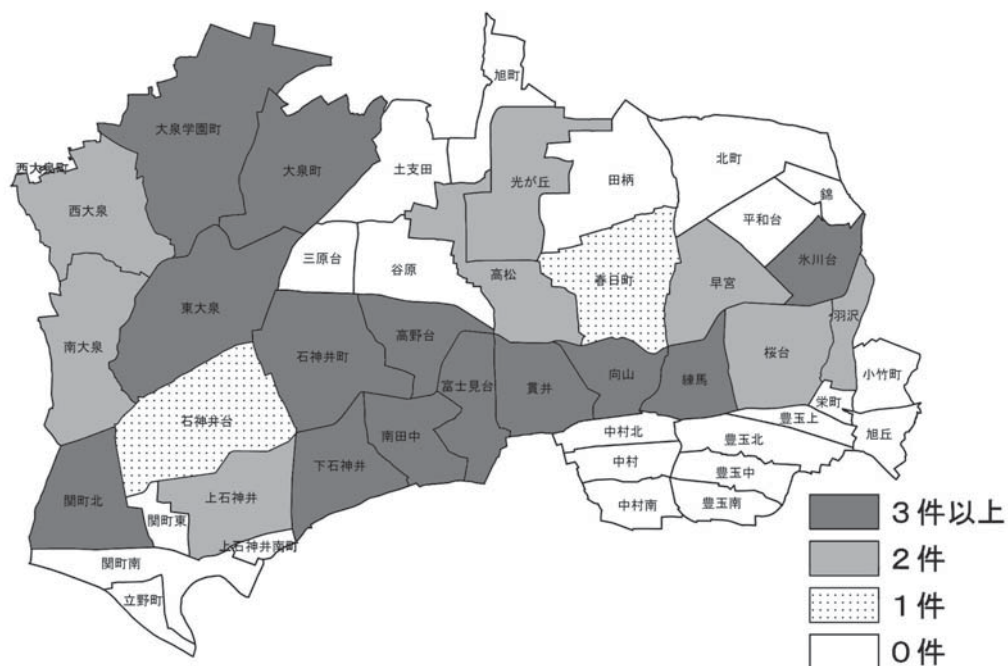 旭町
大泉学園町
大泉町
土支田
西大泉町
西大泉
光が丘
田柄
北町
錦
平和台
三原台
谷原
高松
春日町
早宮
氷川台
東大泉
南大泉
石神井町
高野台
富士見台
貫井
向山
練馬
桜台
羽沢
小竹町
栄町
豊玉上
旭丘
石神井台
南田中
下石神井
中村北
豊玉北
中村
豊玉中
中村南
豊玉南
関町北
上石神井
関町東
上石神井南町
関町南
立野町
3件以上
2件
1件
0件